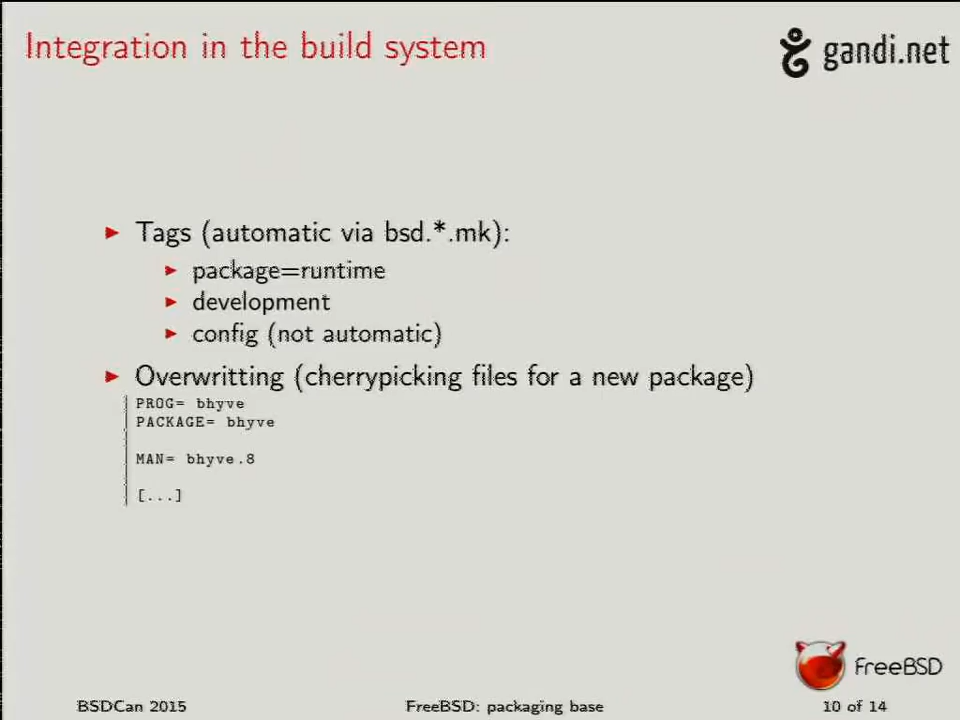 Integration in the build system
gandi.net
Tags (automatic via bsd.*.mk):
package=runtime
development
config (not automatic)
Overwritting (cherrypicking files for a new package)
PROG= bhyve
PACKAGE= bhyve
MAN= bhyve.8
[...]
FreeBSD
BSDCan 2015
FreeBSD: packaging base
10 of 14